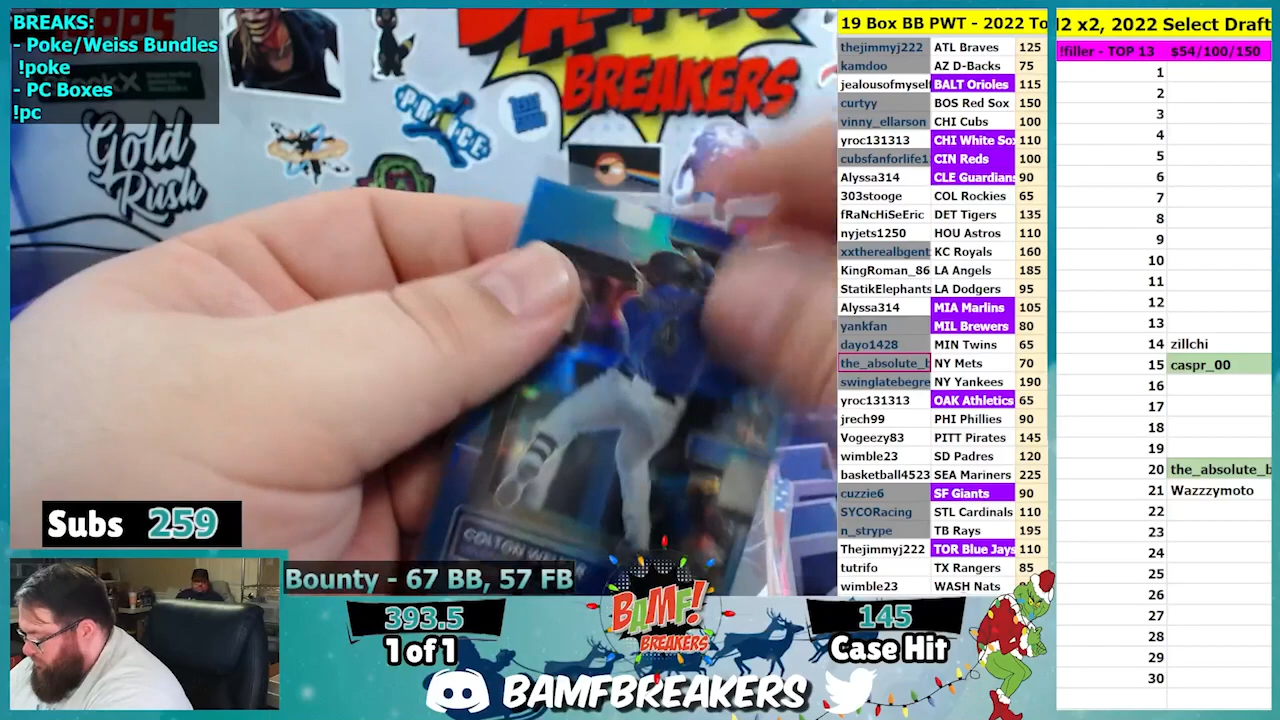 BREAKS:
- Poke/Weiss Bundles
!poke
- PC Boxes
!pc
Gold
Rush
BREAKERS
PRINCE
COLTON
Subs 259
Bounty - 67 BB, 57 FB
393.5
1 of 1
BAMF!
BREAKERS
145
Case Hit
BAMFBREAKERS
19 Box BB PWT - 2022 To
thejimmyj222 ATL Braves 125
kamdoo AZ D-Backs 75
jealousofmysel BALT Orioles 115
curtyy BOS Red Sox 150
vinny_ellarson CHI Cubs 100
yroc131313 CHI White Sox 110
cubsfanforlife1 CIN Reds 100
Alyssa314 CLE Guardians 90
303stooge COL Rockies 65
fRaNcHiSeEric DET Tigers 135
nyjets1250 HOU Astros 110
xxtherealbgent KC Royals 160
KingRoman_86 LA Angels 185
StatikElephants LA Dodgers 95
Alyssa314 MIA Marlins 105
yankfan MIL Brewers 80
dayo1428 MIN Twins 65
the_absolute_b NY Mets 70
swinglatebegre NY Yankees 190
yroc131313 OAK Athletics 65
jrech99 PHI Phillies 90
Vogeezy83 PITT Pirates 145
wimble23 SD Padres 120
basketball4523 SEA Mariners 225
cuzzie6 SF Giants 90
SYCORacing STL Cardinals 110
n_strype TB Rays 195
Thejimmyj222 TOR Blue Jays 110
tutrifo TX Rangers 85
wimble23 WASH Nats
2 x2, 2022 Select Draft
!filler - TOP 13 $54/100/150
1
2
3
4
5
6
7
8
9
10
11
12
13
14 zillchi
15 caspr_00
16
17
18
19
20 the_absolute_b
21 Wazzzymoto
22
23
24
25
26
27
28
29
30